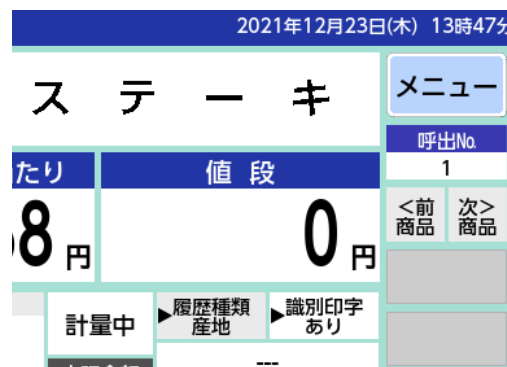 2021年12月23日(木) 13時47分
ステーキ
メニュー
呼出No.
1
たり
値段
8円
0円
<前商品
次>商品
計量中
▶履歴種類
産地
▶識別印字
あり
---